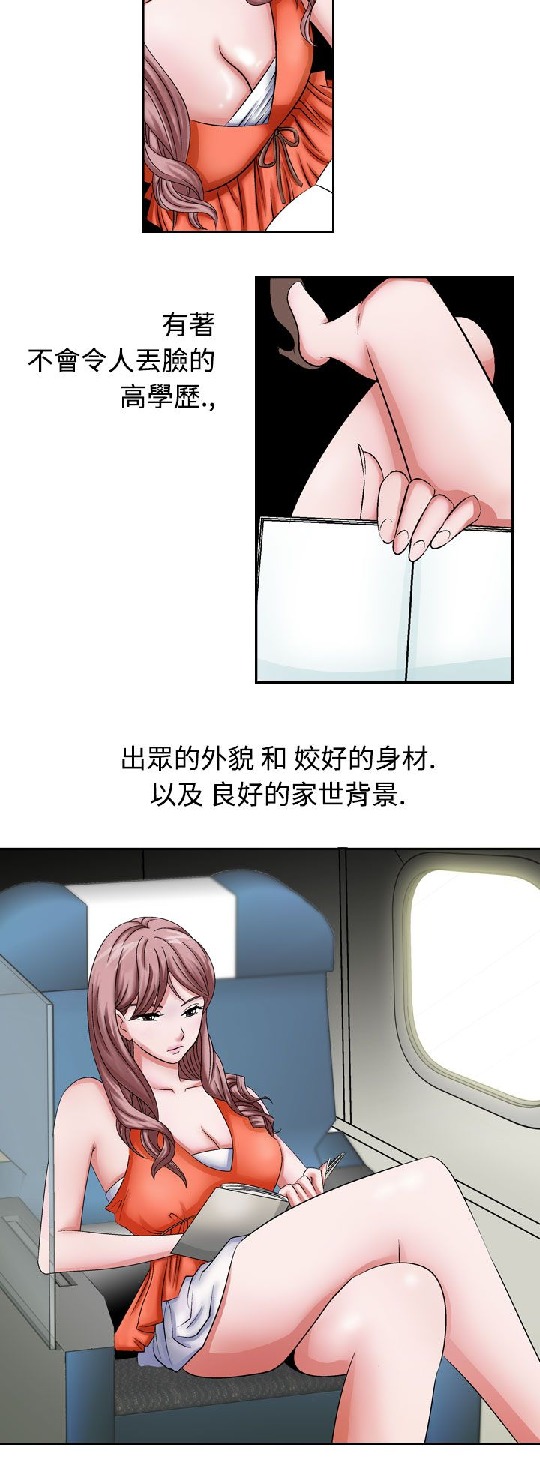 有著
不會令人丟臉的
高學歷.,
出眾的外貌 和 姣好的身材.
以及 良好的家世背景.